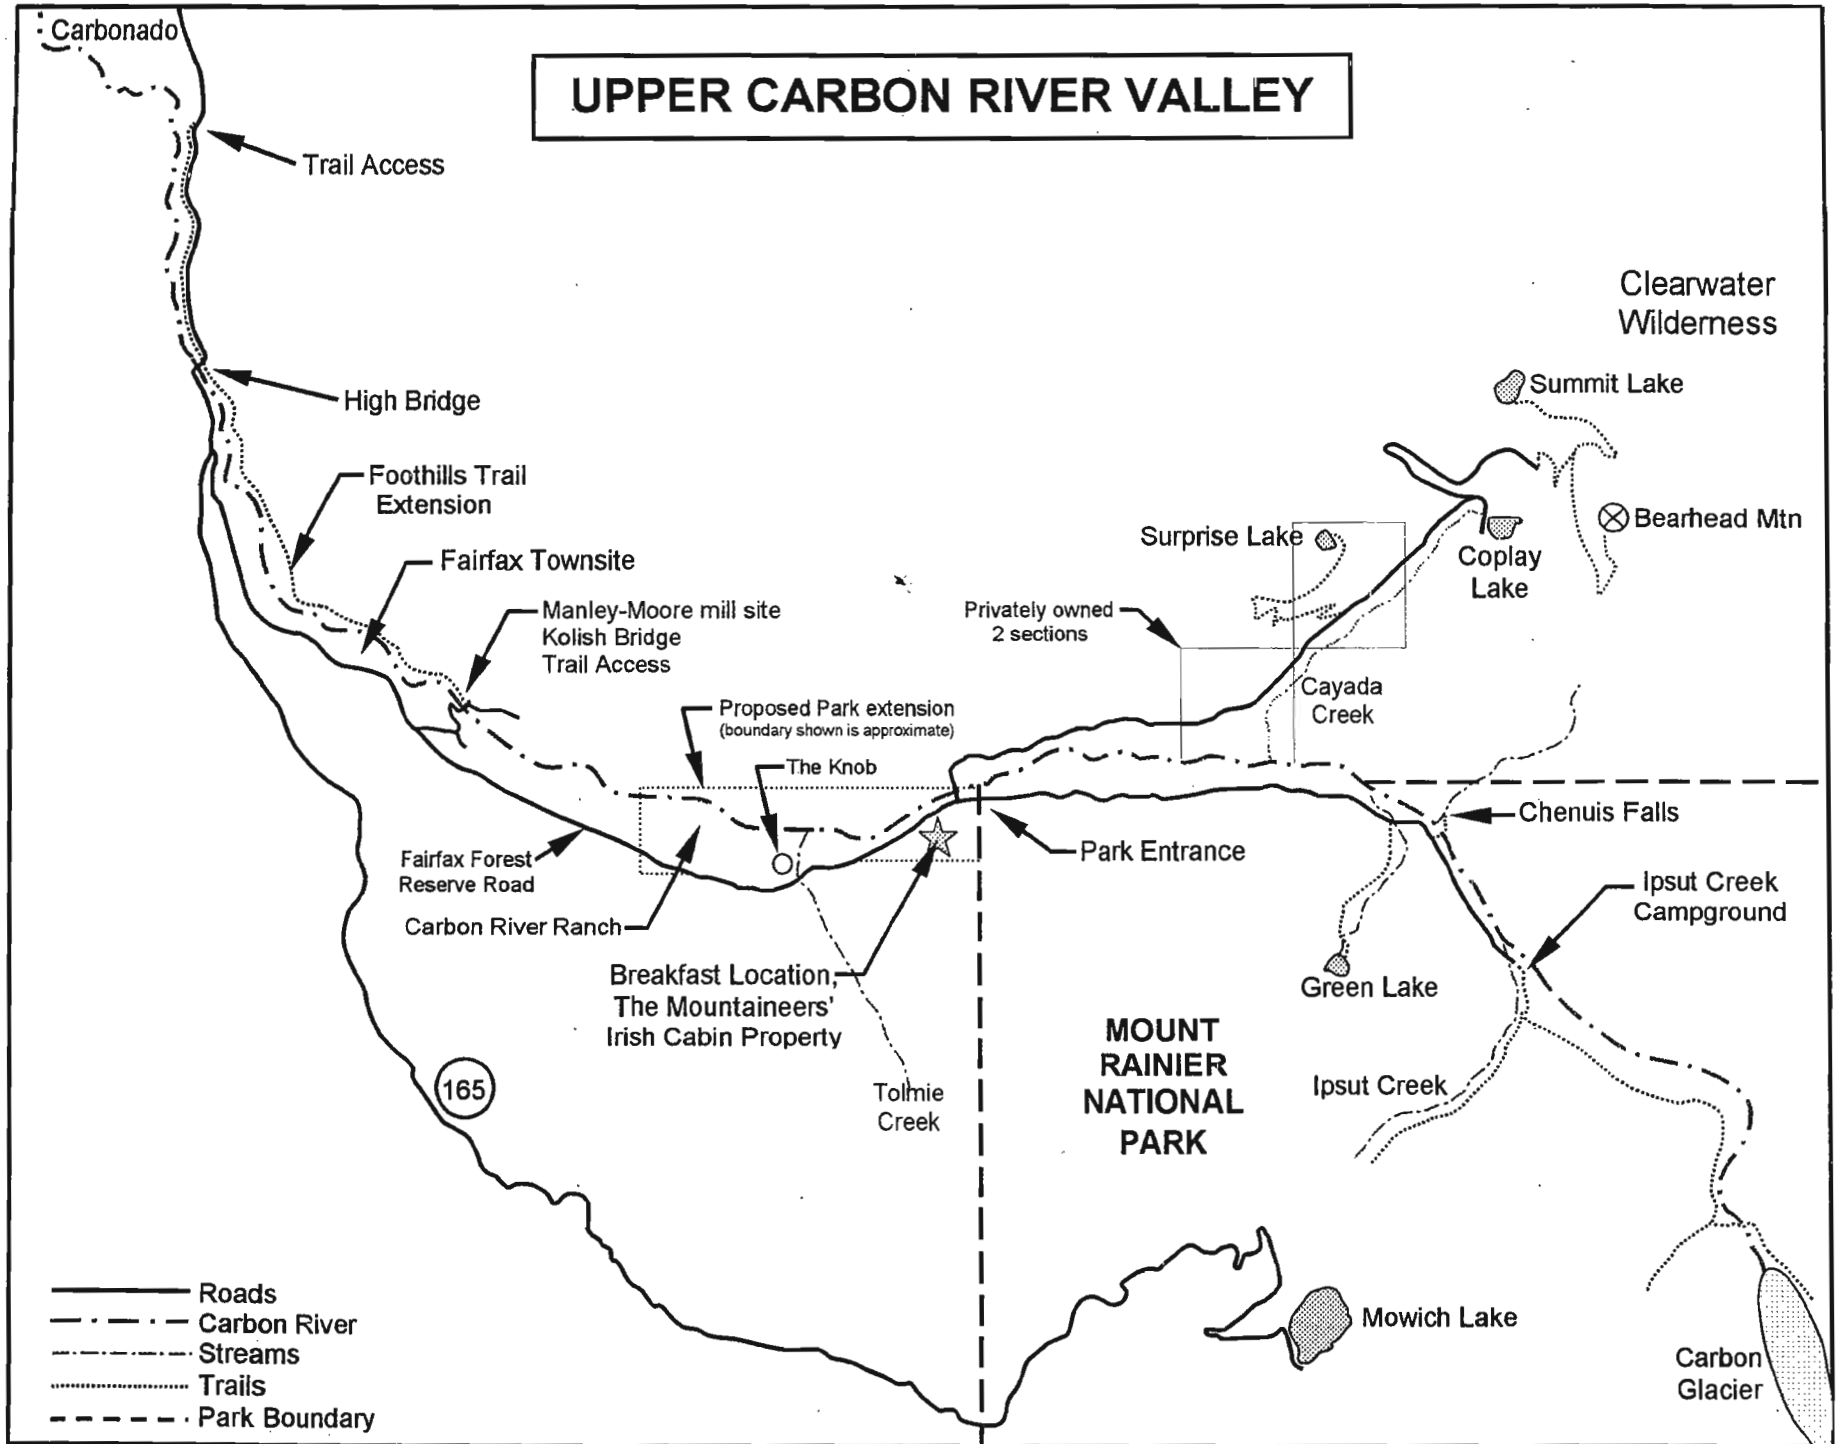 Carbonado
UPPER CARBON RIVER VALLEY
Trail Access
Clearwater
Wilderness
Summit Lake
High Bridge
Foothills Trail
Extension
Bearhead Mtn
Surprise Lake
Coplay
Lake
Fairfax Townsite
Manley-Moore mill site
Kolish Bridge
Trail Access
Privately owned
2 sections
Cayada
Creek
Proposed Park extension
(boundary shown is approximate)
The Knob
Chenuis Falls
Park Entrance
Fairfax Forest
Reserve Road
Ipsut Creek
Campground
Carbon River Ranch
Breakfast Location,
The Mountaineers'
Irish Cabin Property
Green Lake
MOUNT
RAINIER
NATIONAL
PARK
165
Tolmie
Creek
Ipsut Creek
Mowich Lake
Carbon
Glacier
Roads
Carbon River
Streams
Trails
Park Boundary